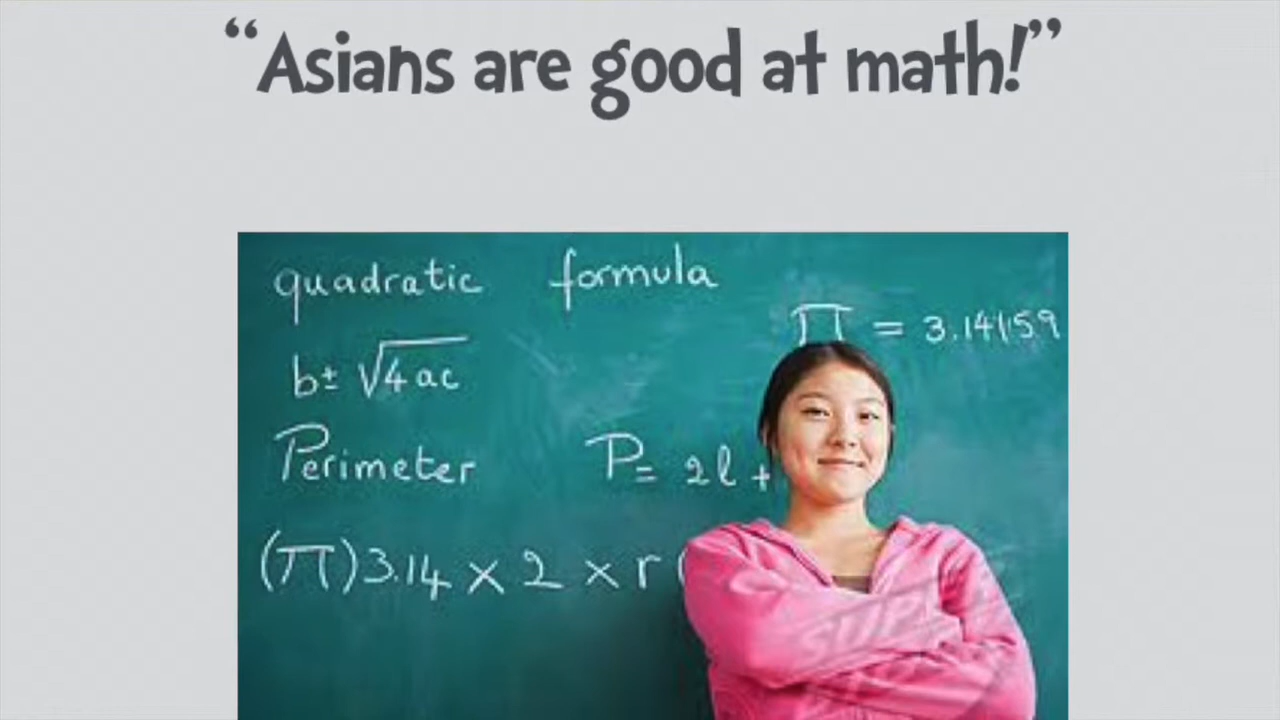 “Asians are good at math!”
quadratic formula
π = 3.14159
b± √4ac
Perimeter P= 2l +
(π)3.14 x 2 x r (